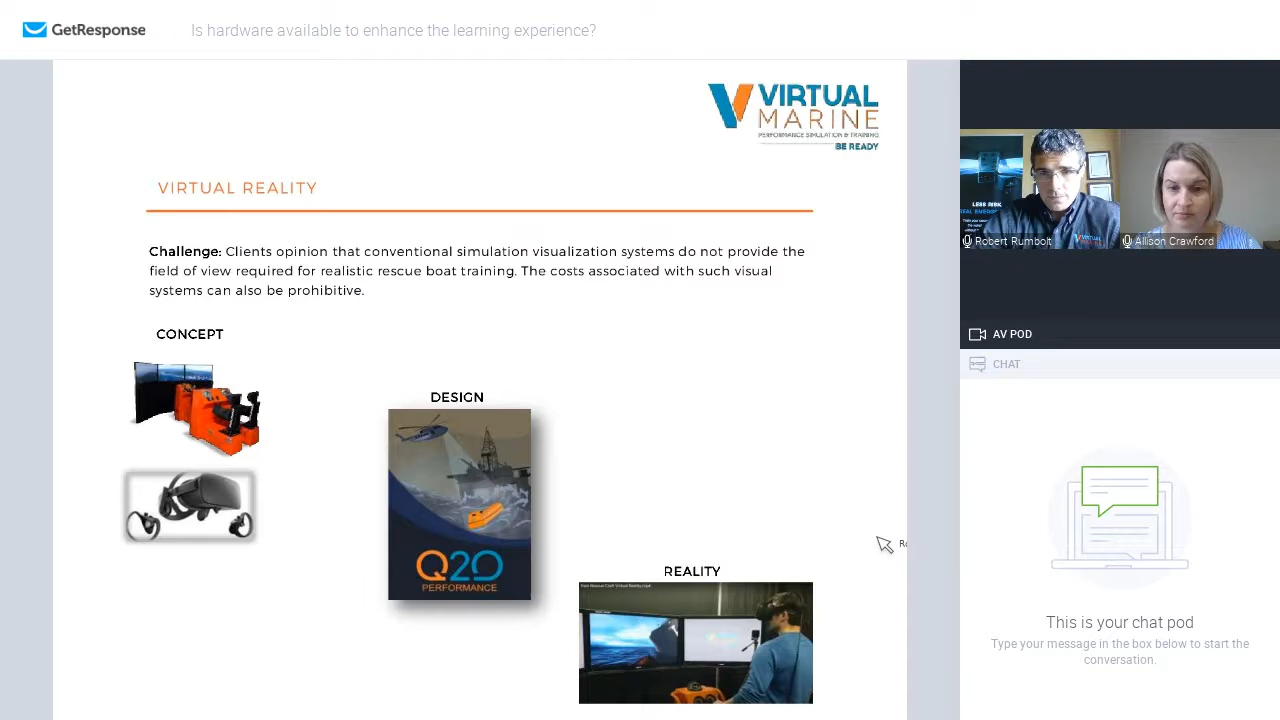 GetResponse
Is hardware available to enhance the learning experience?
VIRTUAL
MARINE
PERFORMANCE SIMULATION & TRAINING
BE READY
VIRTUAL REALITY
Challenge: Clients opinion that conventional simulation visualization systems do not provide the
field of view required for realistic rescue boat training. The costs associated with such visual
systems can also be prohibitive.
CONCEPT
DESIGN
Q20
PERFORMANCE
REALITY
LESS RISK.
Robert Rumbolt
Allison Crawford
AV POD
CHAT
This is your chat pod
Type your message in the box below to start the
conversation.